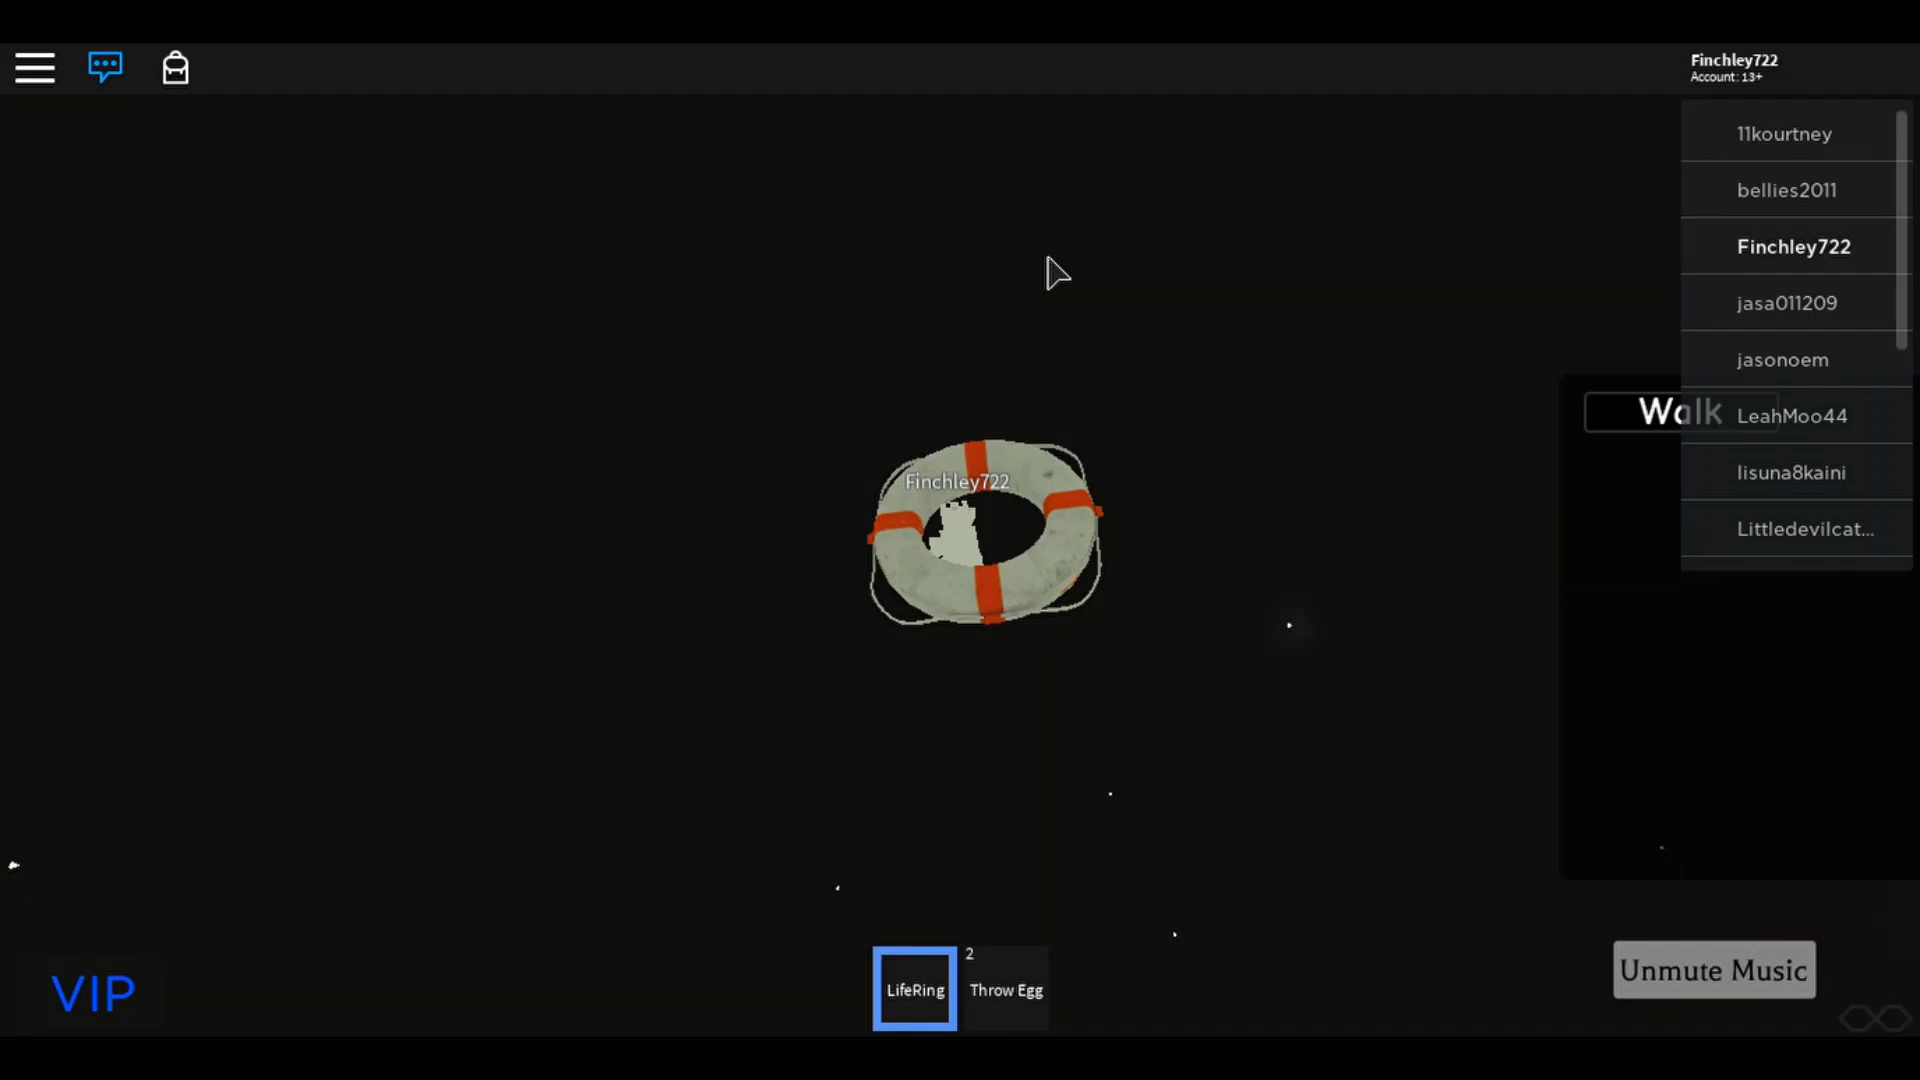 Finchley722
Account: 13+
11kourtney
bellies2011
Finchley722
jasa011209
jasonoem
Walk
LeahMoo44
lisuna8kaini
Littledevilcat...
Finchley722
2
LifeRing
Throw Egg
VIP
Unmute Music